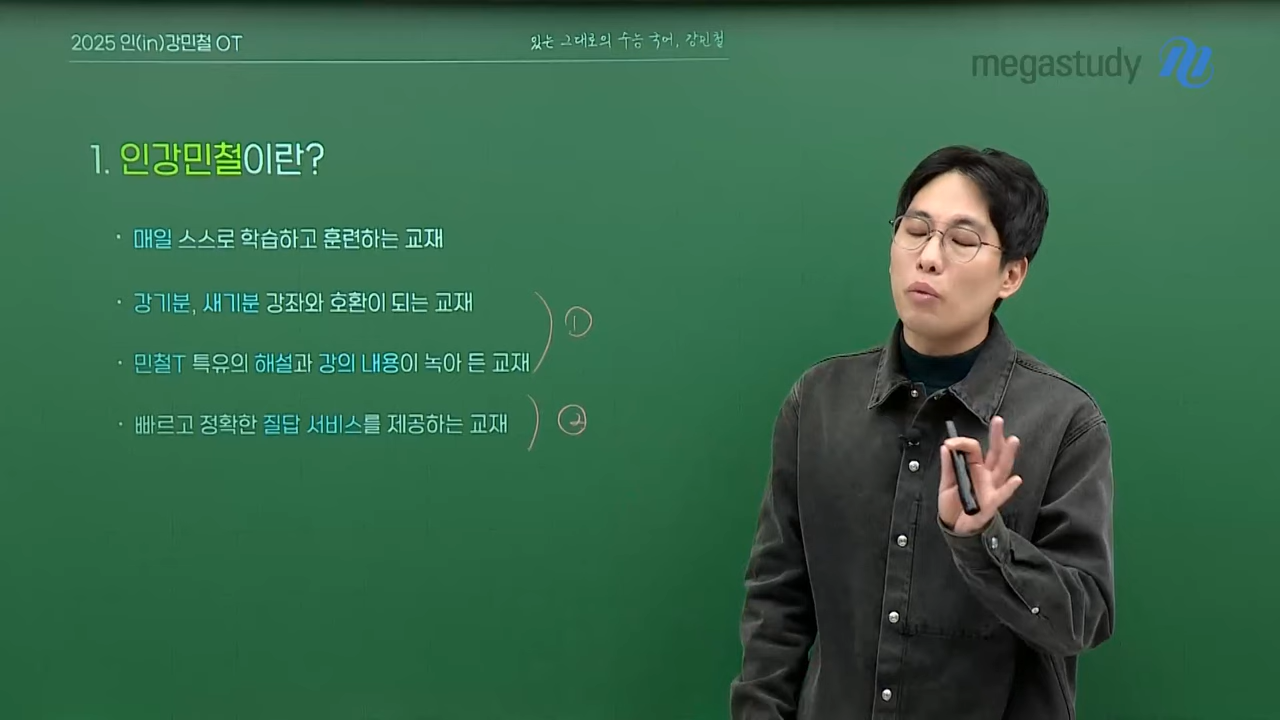 2025 인(in)강민철 OT
있는 그대로의 수능 국어, 강민철
megastudy
1. 인강민철이란?
· 매일 스스로 학습하고 훈련하는 교재
· 강기분, 새기분 강좌와 호환이 되는 교재
①
· 민철T 특유의 해설과 강의 내용이 녹아 든 교재
· 빠르고 정확한 질답 서비스를 제공하는 교재
②